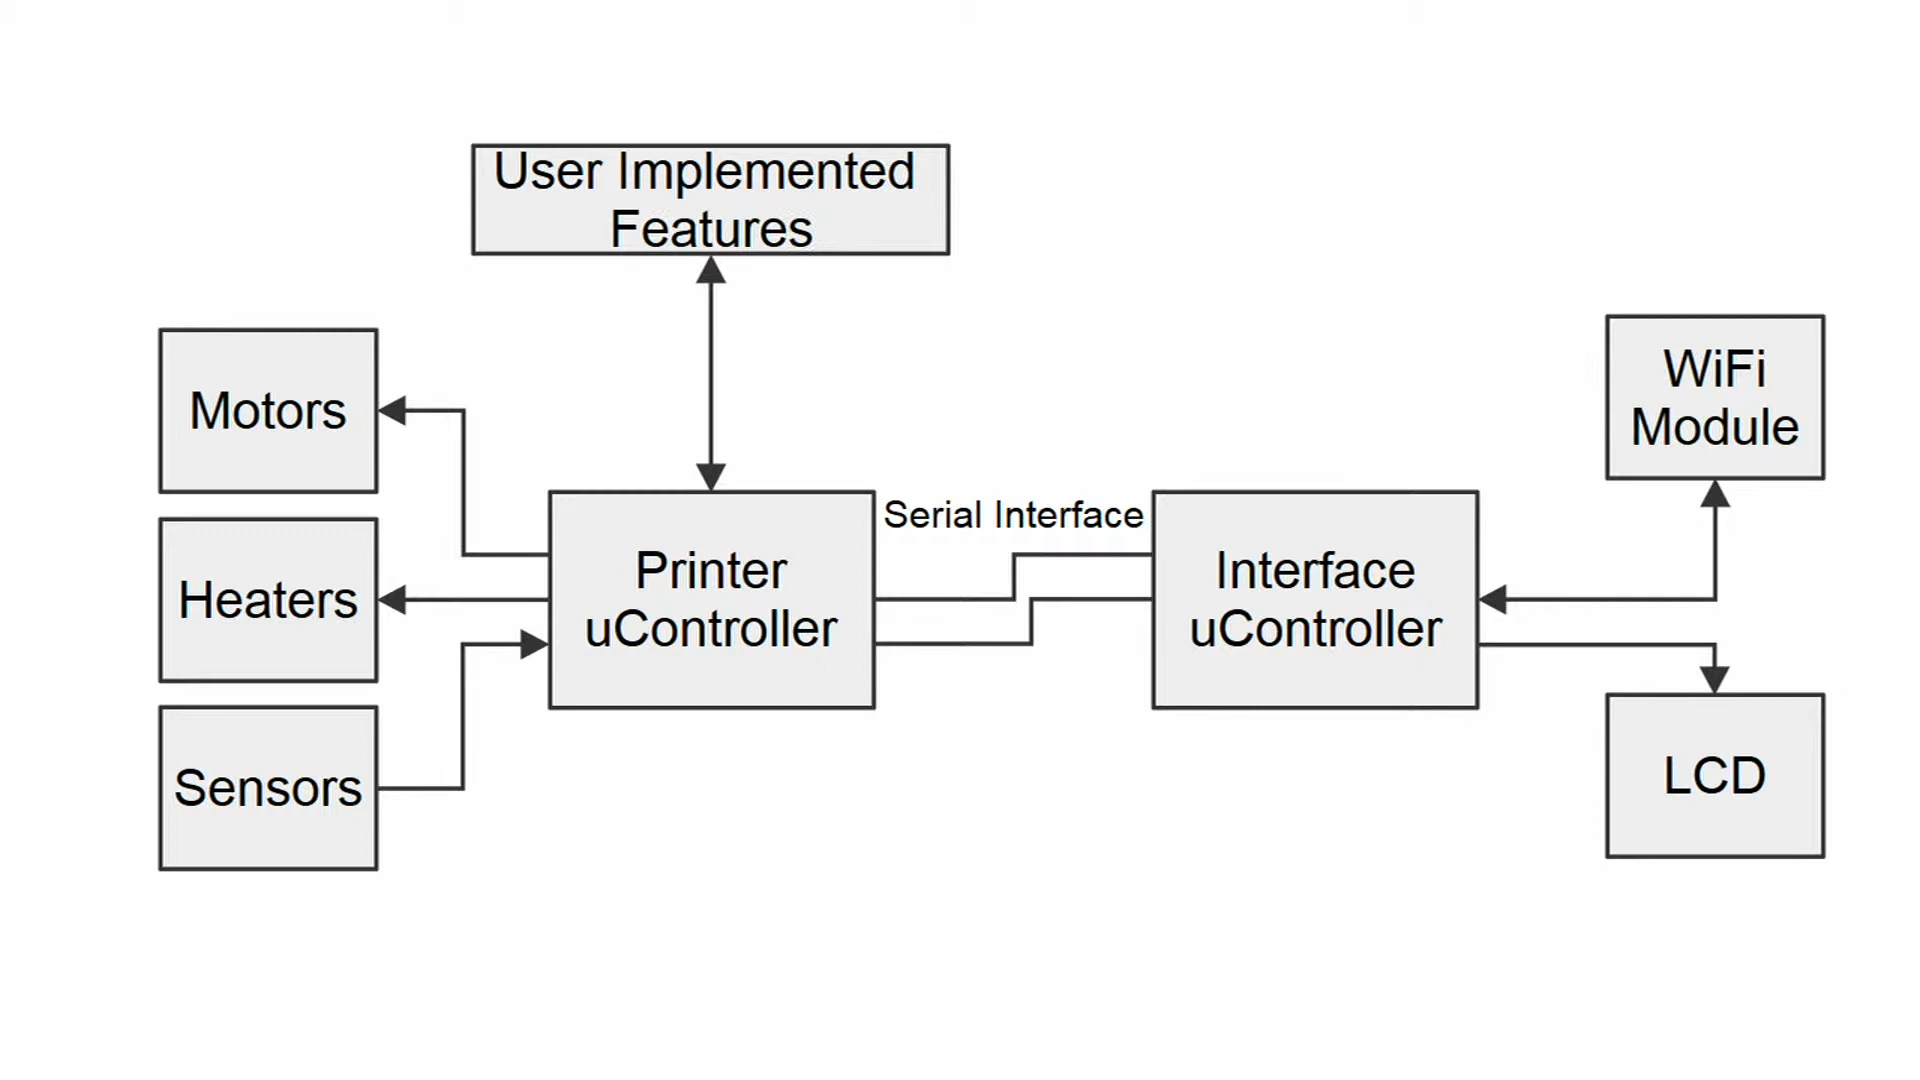 User Implemented
Features
Motors
Heaters
Sensors
Printer
uController
Serial Interface
Interface
uController
WiFi
Module
LCD